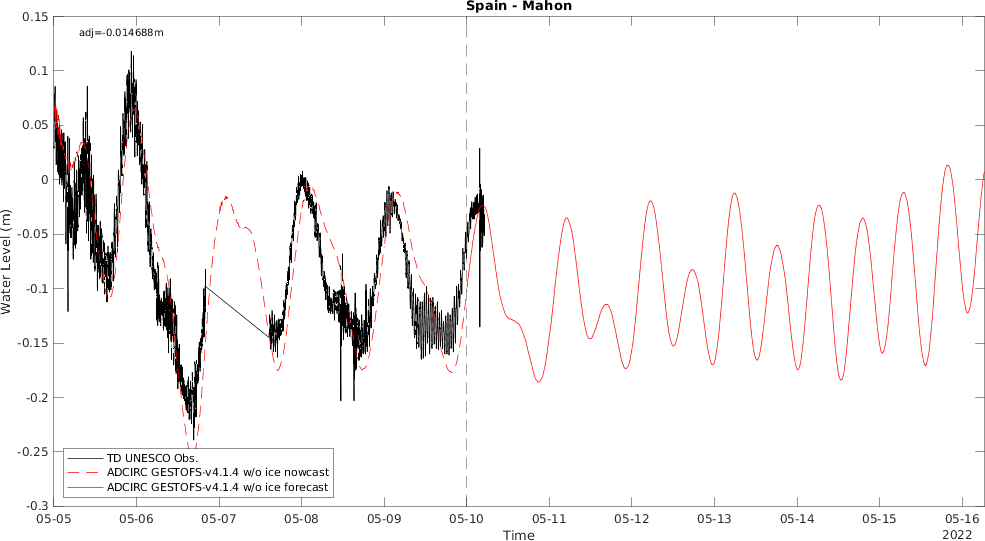 Spain - Mahon
adj=-0.014688m
0.15
0.1
0.05
0
-0.05
-0.1
-0.15
-0.2
-0.25
-0.3
Water Level (m)
TD UNESCO Obs.
ADCIRC GESTOFS-v4.1.4 w/o ice nowcast
ADCIRC GESTOFS-v4.1.4 w/o ice forecast
05-05 05-06 05-07 05-08 05-09 05-10 05-11 05-12 05-13 05-14 05-15 05-16
Time
2022